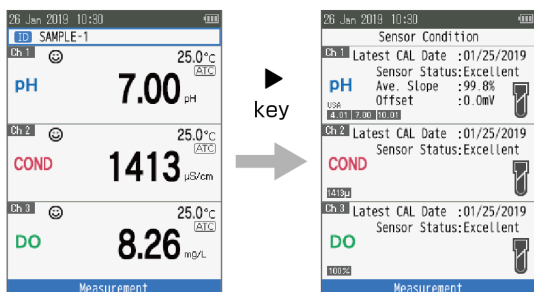 26 Jan 2019 10:30
ID SAMPLE-1
Ch 1
25.0°C
ATC
pH
7.00 pH
Ch 2
25.0°C
ATC
COND
1413 µS/cm
Ch 3
25.0°C
ATC
DO
8.26 mg/L
Measurement
key
26 Jan 2019 10:30
Sensor Condition
Ch 1 Latest CAL Date :01/25/2019
Sensor Status:Excellent
pH Ave. Slope :99.8%
Offset :0.0mV
USA
4.01 7.00 10.01
Ch 2 Latest CAL Date :01/25/2019
Sensor Status:Excellent
COND
1413µ
Ch 3 Latest CAL Date :01/25/2019
Sensor Status:Excellent
DO
100%
Measurement